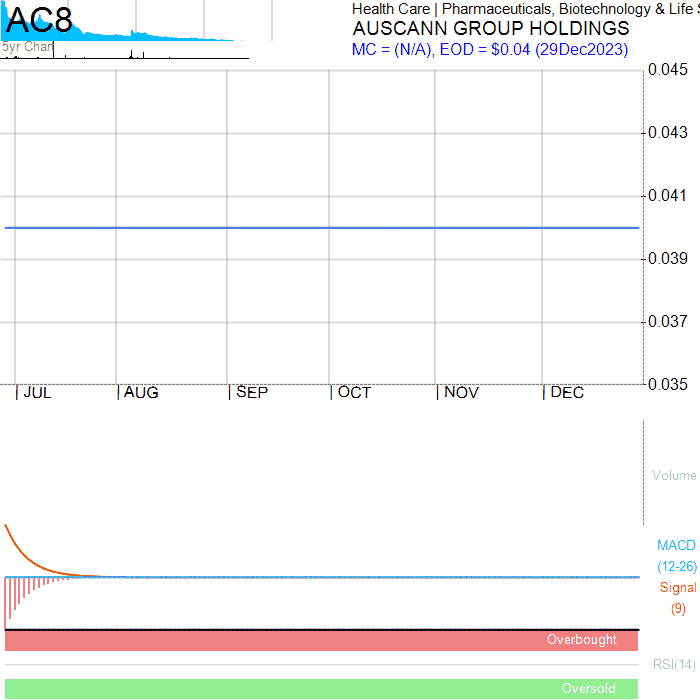 AC8
5yr Chart
Health Care | Pharmaceuticals, Biotechnology & Life S
AUSCANN GROUP HOLDINGS
MC = (N/A), EOD = $0.04 (29Dec2023)
0.045
0.043
0.041
0.039
0.037
0.035
| JUL | AUG | SEP | OCT | NOV | DEC
Volume
MACD
(12-26)
Signal
(9)
Overbought
RSI(14)
Oversold